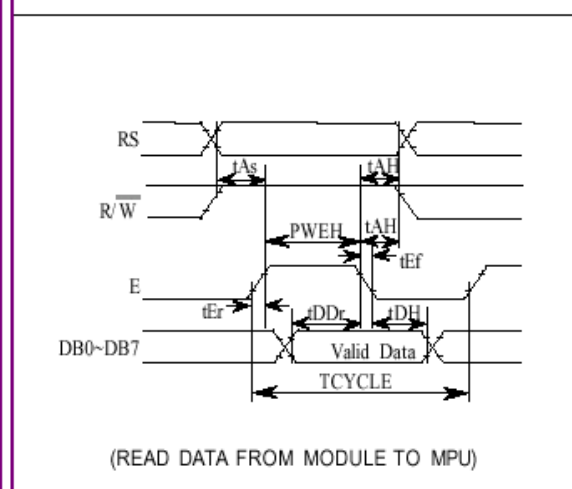 RS
tAs
tAH
R/W
PWEH
tAH
tEf
E
tEr
tDDr
tDH
DB0~DB7
Valid Data
TCYCLE
(READ DATA FROM MODULE TO MPU)